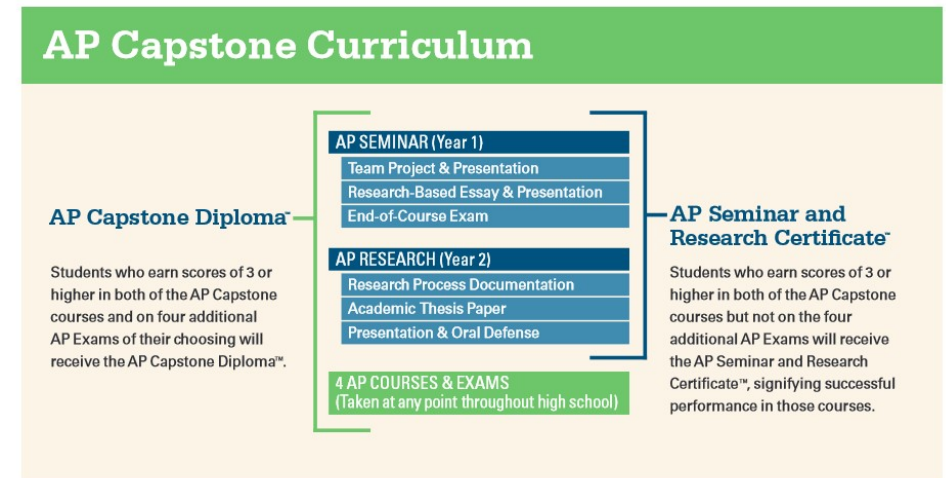 AP Capstone Curriculum
AP Capstone Diploma™
Students who earn scores of 3 or
higher in both of the AP Capstone
courses and on four additional
AP Exams of their choosing will
receive the AP Capstone Diploma™.
AP SEMINAR (Year 1)
Team Project & Presentation
Research-Based Essay & Presentation
End-of-Course Exam
AP RESEARCH (Year 2)
Research Process Documentation
Academic Thesis Paper
Presentation & Oral Defense
4 AP COURSES & EXAMS
(Taken at any point throughout high school)
AP Seminar and
Research Certificate™
Students who earn scores of 3 or
higher in both of the AP Capstone
courses but not on the four
additional AP Exams will receive
the AP Seminar and Research
Certificate™, signifying successful
performance in those courses.